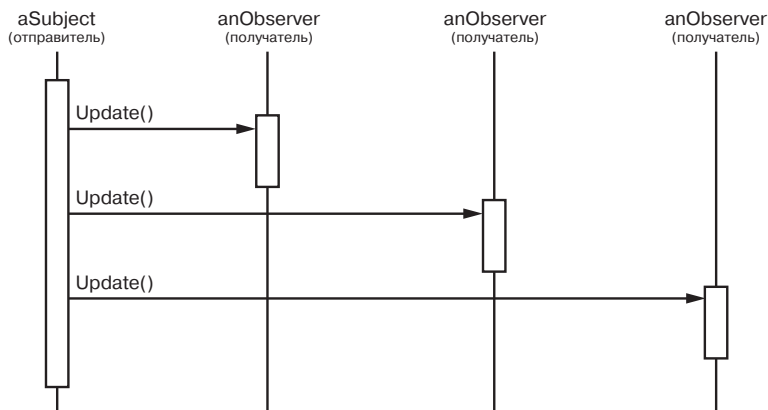 aSubject
(отправитель)
anObserver
(получатель)
anObserver
(получатель)
anObserver
(получатель)
Update()
Update()
Update()